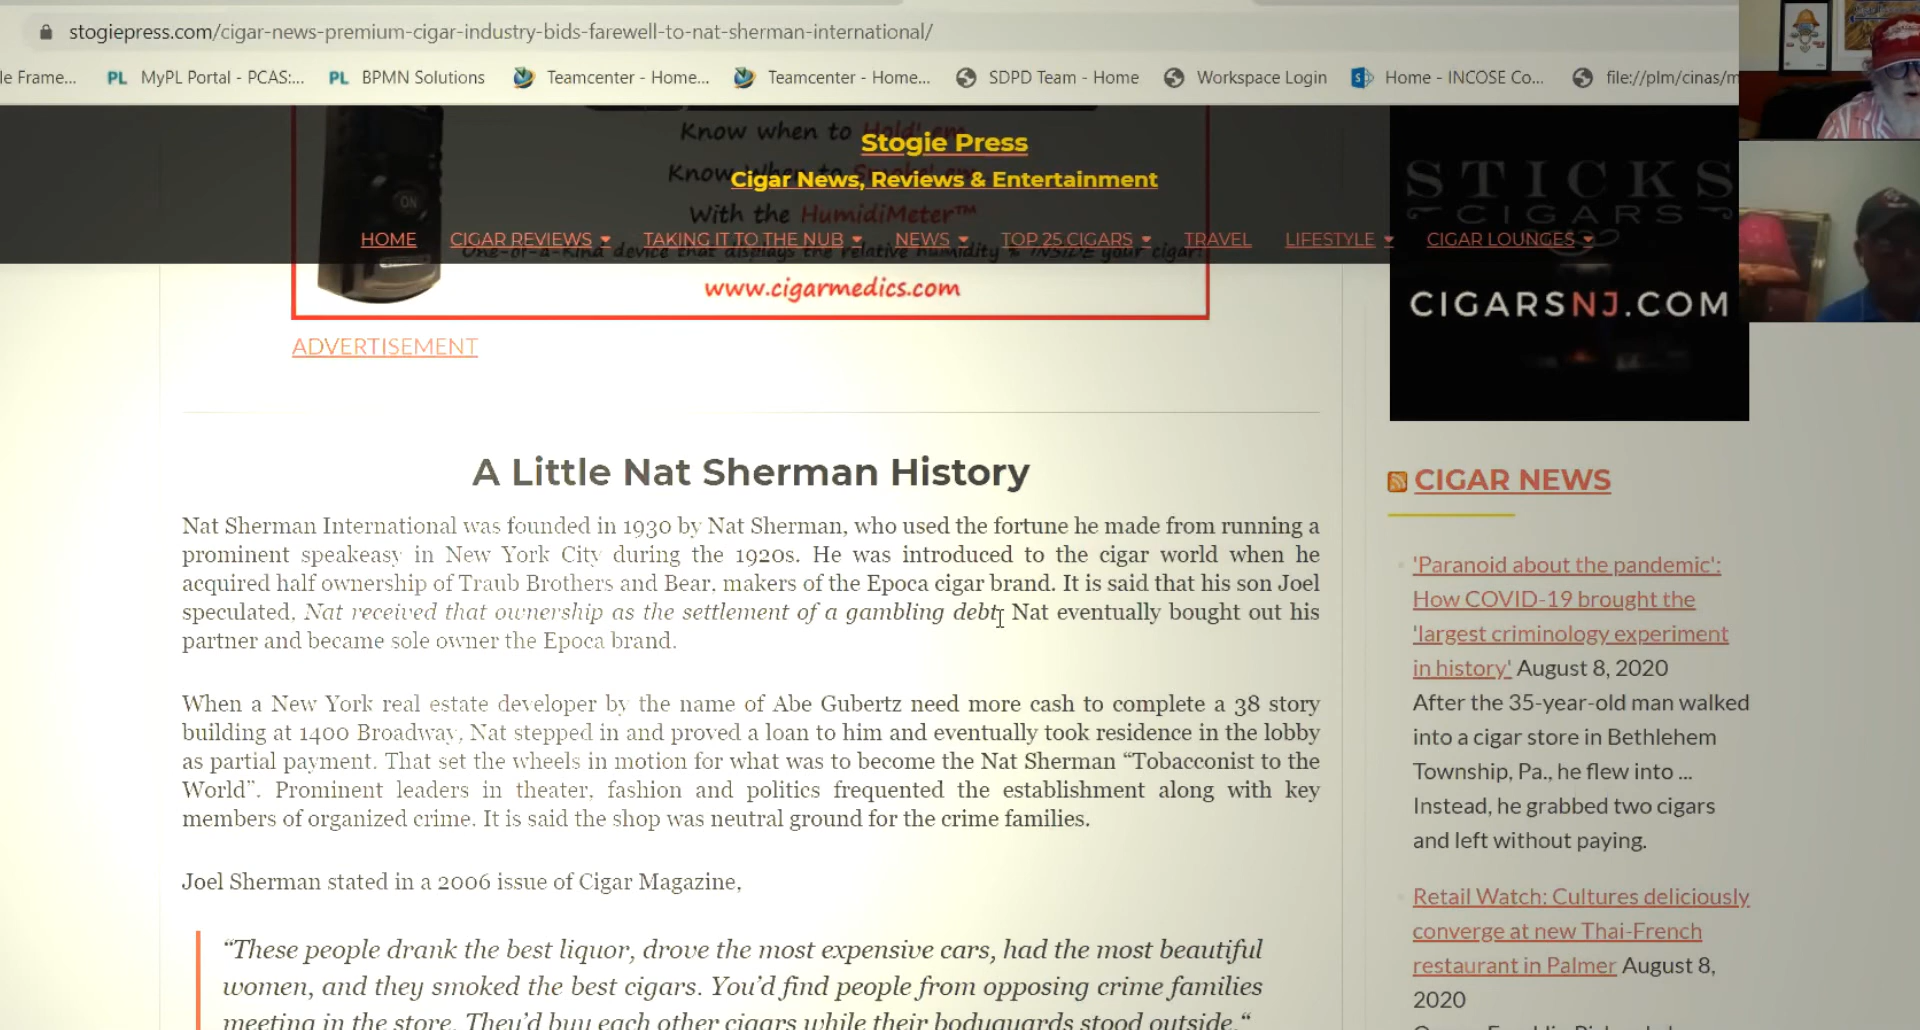 stogiepress.com/cigar-news-premium-cigar-industry-bids-farewell-to-nat-sherman-international/
le Frame... PL MyPL Portal - PCAS:... PL BPMN Solutions Teamcenter - Home... Teamcenter - Home... SDPD Team - Home Workspace Login Home - INCOSE Co... file://plm/cinas/m
Know when to Hold'em
Stogie Press
Know When to
Cigar News, Reviews & Entertainment
ON
With the HumidiMeter™
HOME CIGAR REVIEWS TAKING IT TO THE NUB NEWS TOP 25 CIGARS TRAVEL LIFESTYLE CIGAR LOUNGES
One-of-a-kind device that displays the relative humidity % INSIDE your cigar!
www.cigarmedics.com
ADVERTISEMENT
STICKS
CIGARS
CIGARSNJ.COM
A Little Nat Sherman History
Nat Sherman International was founded in 1930 by Nat Sherman, who used the fortune he made from running a
prominent speakeasy in New York City during the 1920s. He was introduced to the cigar world when he
acquired half ownership of Traub Brothers and Bear, makers of the Epoca cigar brand. It is said that his son Joel
speculated, Nat received that ownership as the settlement of a gambling debt, Nat eventually bought out his
partner and became sole owner the Epoca brand.
When a New York real estate developer by the name of Abe Gubertz need more cash to complete a 38 story
building at 1400 Broadway, Nat stepped in and proved a loan to him and eventually took residence in the lobby
as partial payment. That set the wheels in motion for what was to become the Nat Sherman “Tobacconist to the
World”. Prominent leaders in theater, fashion and politics frequented the establishment along with key
members of organized crime. It is said the shop was neutral ground for the crime families.
Joel Sherman stated in a 2006 issue of Cigar Magazine,
“These people drank the best liquor, drove the most expensive cars, had the most beautiful
women, and they smoked the best cigars. You’d find people from opposing crime families
meeting in the store. They’d buy each other cigars while their bodyguards stood outside.“
CIGAR NEWS
'Paranoid about the pandemic':
How COVID-19 brought the
'largest criminology experiment
in history' August 8, 2020
After the 35-year-old man walked
into a cigar store in Bethlehem
Township, Pa., he flew into ...
Instead, he grabbed two cigars
and left without paying.
Retail Watch: Cultures deliciously
converge at new Thai-French
restaurant in Palmer August 8,
2020